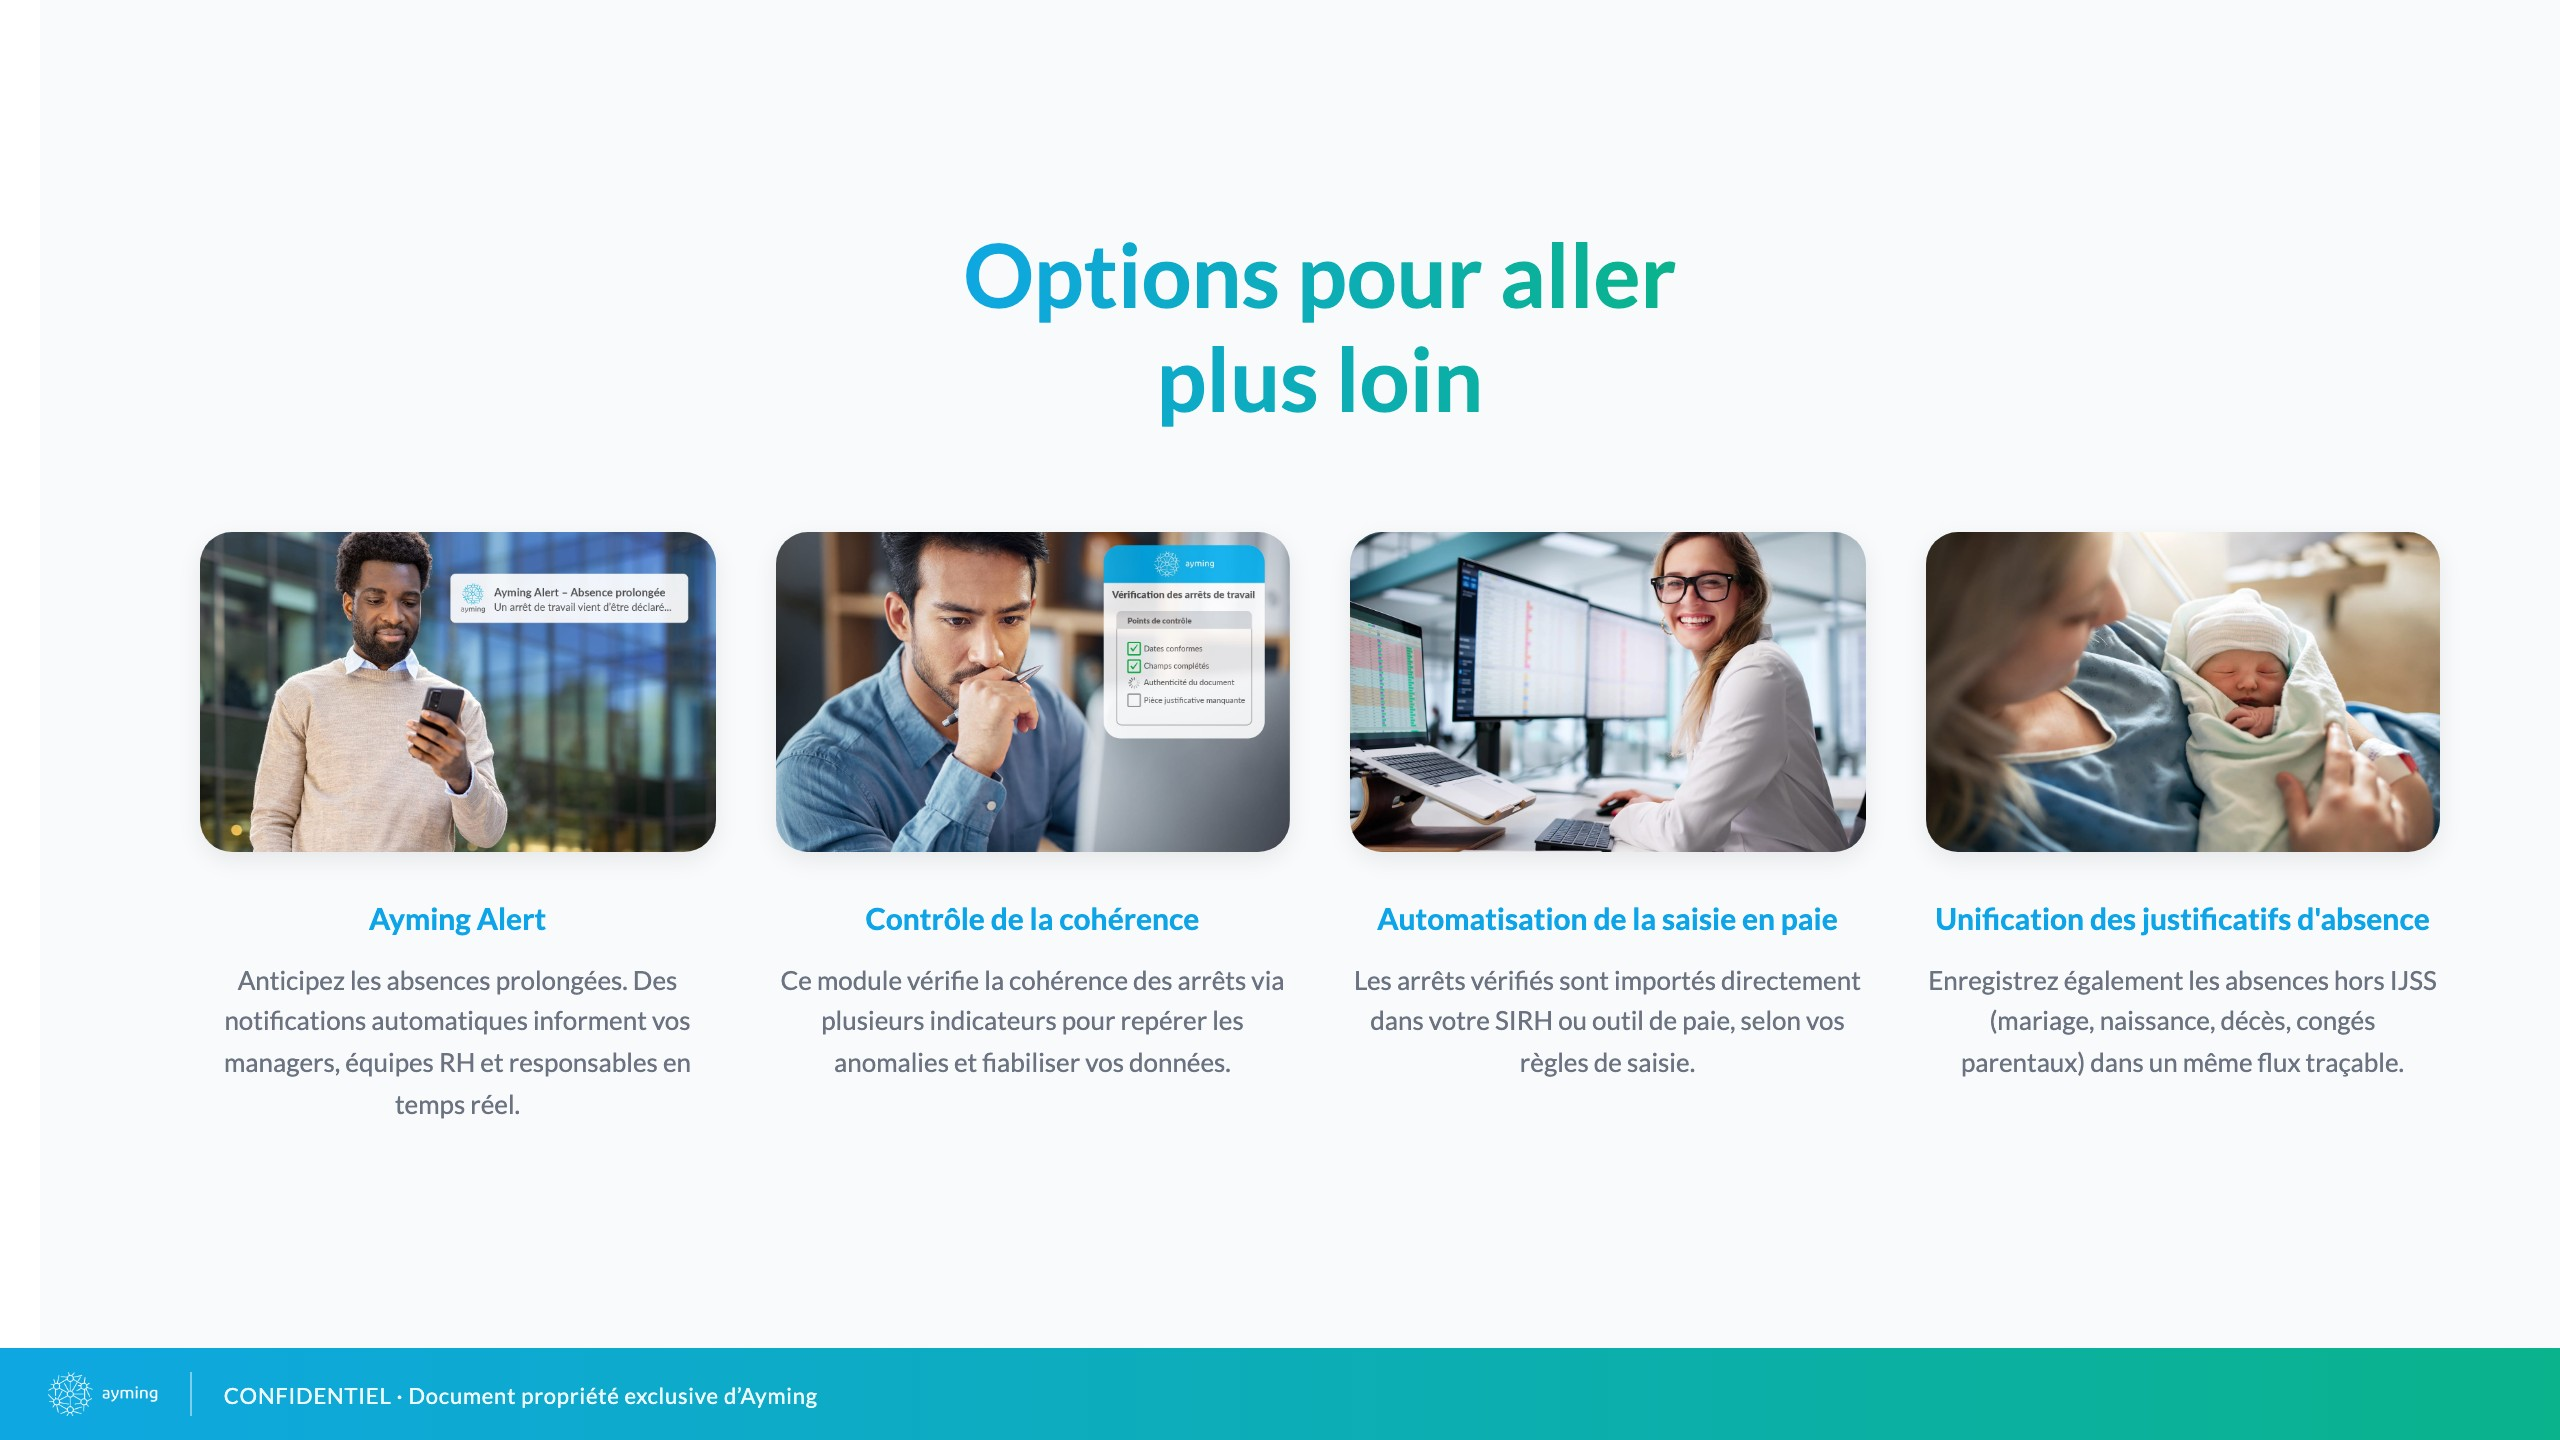 Options pour aller
plus loin
ayming
Ayming Alert – Absence prolongée
Un arrêt de travail vient d'être déclaré...
ayming
Vérification des arrêts de travail
Points de contrôle
Dates conformes
Champs complétés
Authenticité du document
Pièce justificative manquante
Ayming Alert
Anticipez les absences prolongées. Des
notifications automatiques informent vos
managers, équipes RH et responsables en
temps réel.
Contrôle de la cohérence
Ce module vérifie la cohérence des arrêts via
plusieurs indicateurs pour repérer les
anomalies et fiabiliser vos données.
Automatisation de la saisie en paie
Les arrêts vérifiés sont importés directement
dans votre SIRH ou outil de paie, selon vos
règles de saisie.
Unification des justificatifs d'absence
Enregistrez également les absences hors IJSS
(mariage, naissance, décès, congés
parentaux) dans un même flux traçable.
ayming
CONFIDENTIEL · Document propriété exclusive d’Ayming